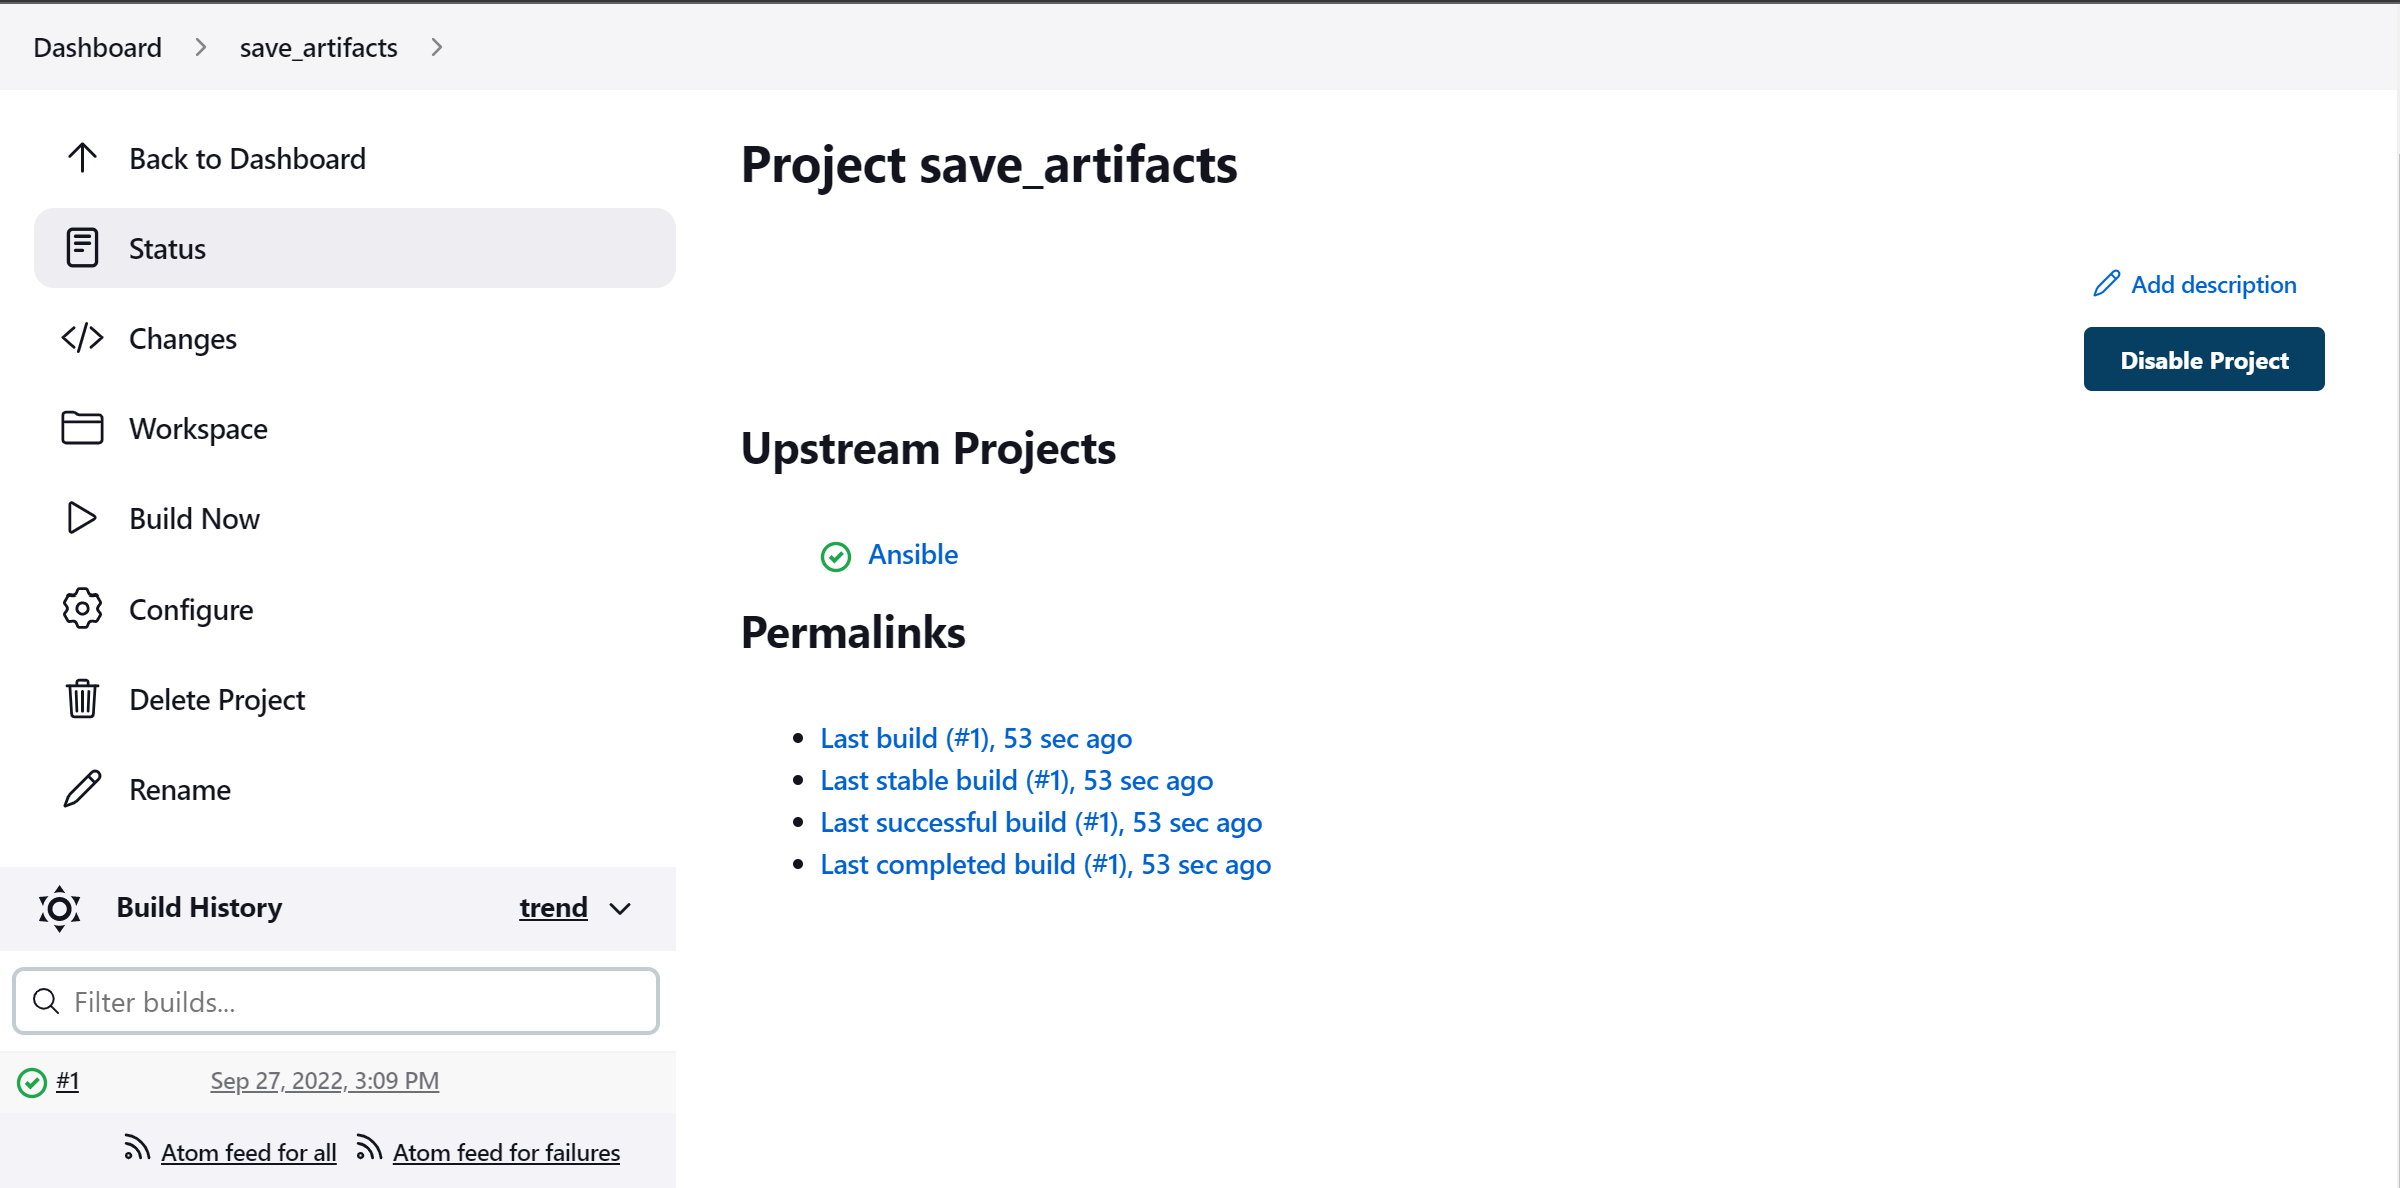 Dashboard
save_artifacts
Back to Dashboard
Status
Changes
Workspace
Build Now
Configure
Delete Project
Rename
Build History
trend
Filter builds...
#1
Sep 27, 2022, 3:09 PM
Atom feed for all
Atom feed for failures
Project save_artifacts
Add description
Disable Project
Upstream Projects
Ansible
Permalinks
Last build (#1), 53 sec ago
Last stable build (#1), 53 sec ago
Last successful build (#1), 53 sec ago
Last completed build (#1), 53 sec ago